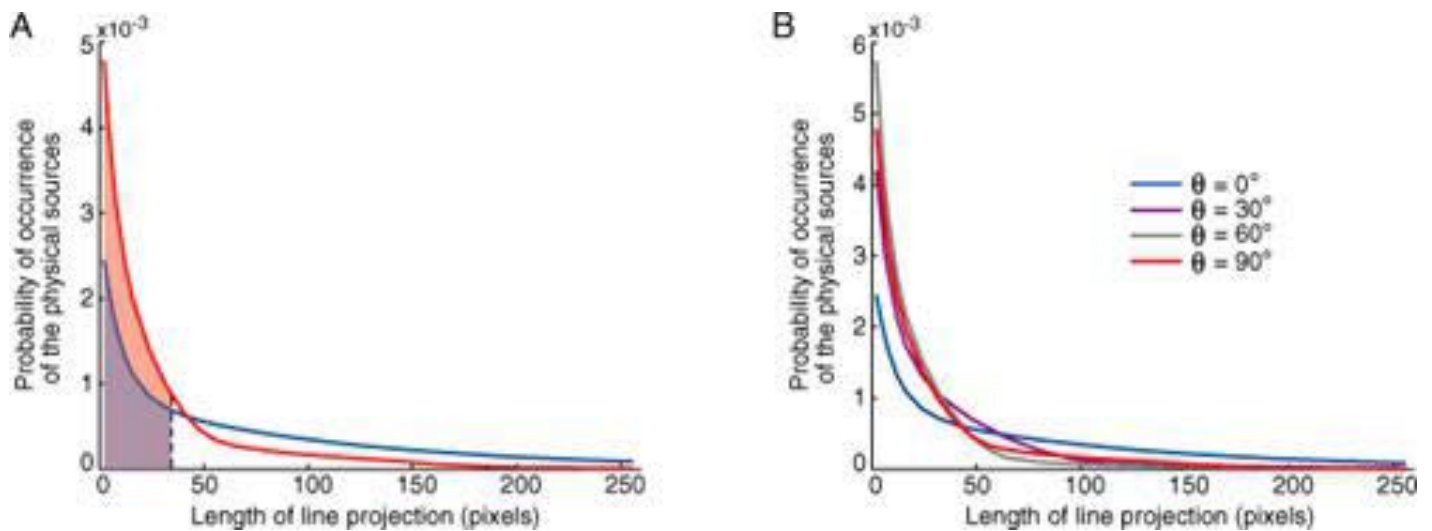 A
x10-3
5
4
3
2
1
0
Probability of occurrence
of the physical sources
0 50 100 150 200 250
Length of line projection (pixels)
B
x10-3
6
5
4
3
2
1
0
Probability of occurrence
of the physical sources
θ = 0°
θ = 30°
θ = 60°
θ = 90°
0 50 100 150 200 250
Length of line projection (pixels)